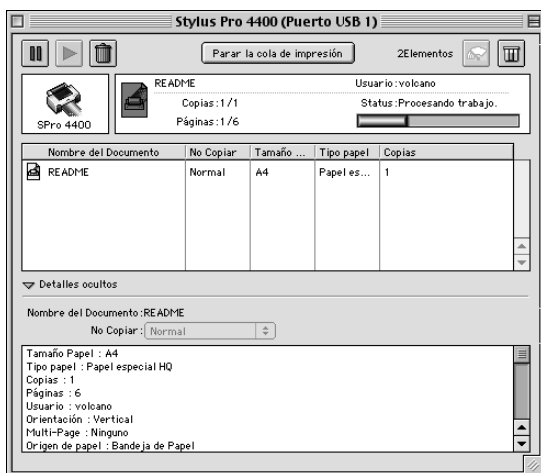 Stylus Pro 4400 (Puerto USB 1)
Parar la cola de impresión
2Elementos
SPro 4400
README
Usuario:volcano
Copias:1/1
Status:Procesando trabajo.
Páginas:1/6
Nombre del Documento No Copiar Tamaño ... Tipo papel Copias
README Normal A4 Papel es... 1
Detalles ocultos
Nombre del Documento:README
No Copiar: Normal
Tamaño Papel : A4
Tipo papel : Papel especial HQ
Copias : 1
Páginas : 6
Usuario : volcano
Orientación : Vertical
Multi-Page : Ninguno
Origen de papel : Bandeja de Papel